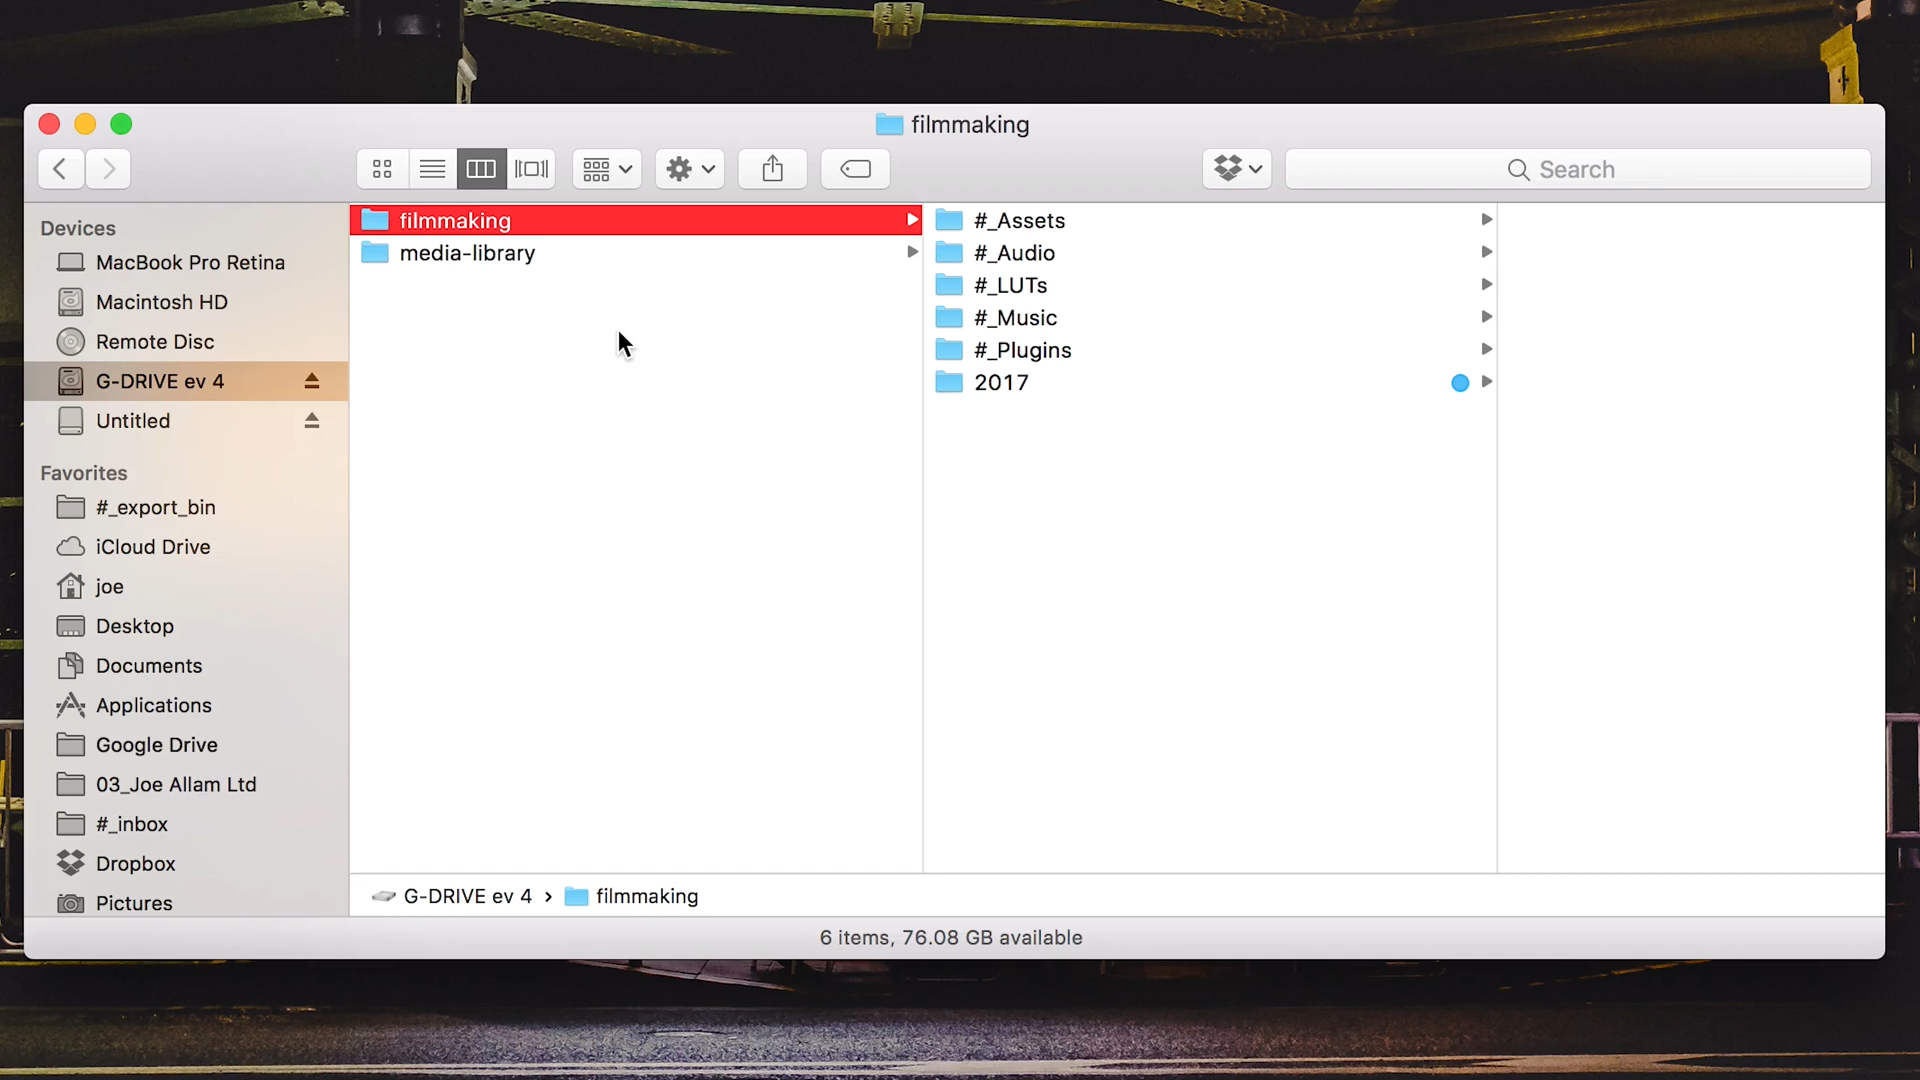 filmmaking
Search
Devices
MacBook Pro Retina
Macintosh HD
Remote Disc
G-DRIVE ev 4
Untitled
Favorites
#_export_bin
iCloud Drive
joe
Desktop
Documents
Applications
Google Drive
03_Joe Allam Ltd
#_inbox
Dropbox
Pictures
filmmaking
media-library
#_Assets
#_Audio
#_LUTs
#_Music
#_Plugins
2017
G-DRIVE ev 4 › filmmaking
6 items, 76.08 GB available